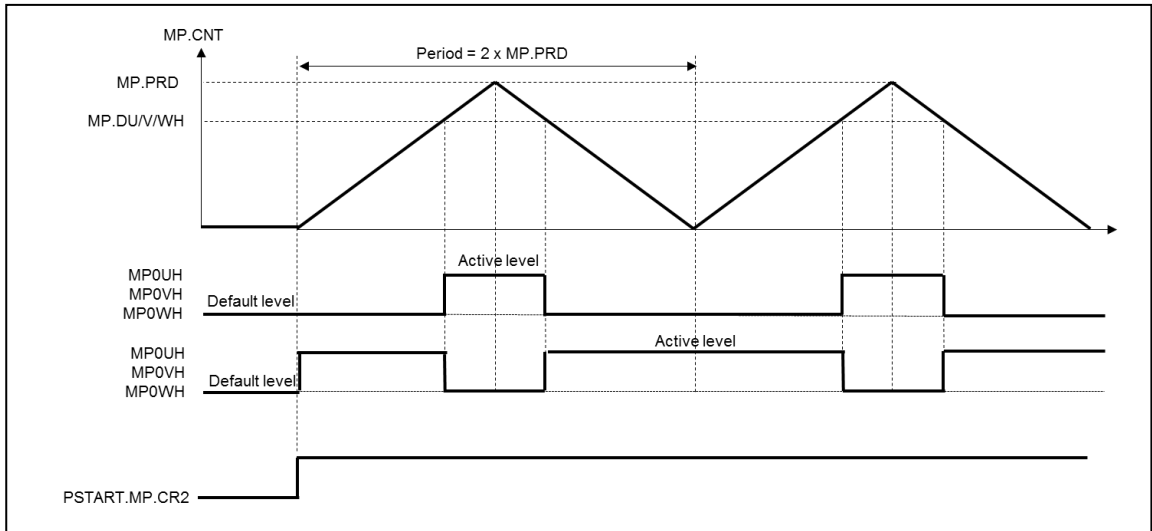 MP.CNT
Period = 2 x MP.PRD
MP.PRD
MP.DU/V/WH
MP0UH
MP0VH
MP0WH
Default level
Active level
MP0UH
MP0VH
MP0WH
Default level
Active level
PSTART.MP.CR2